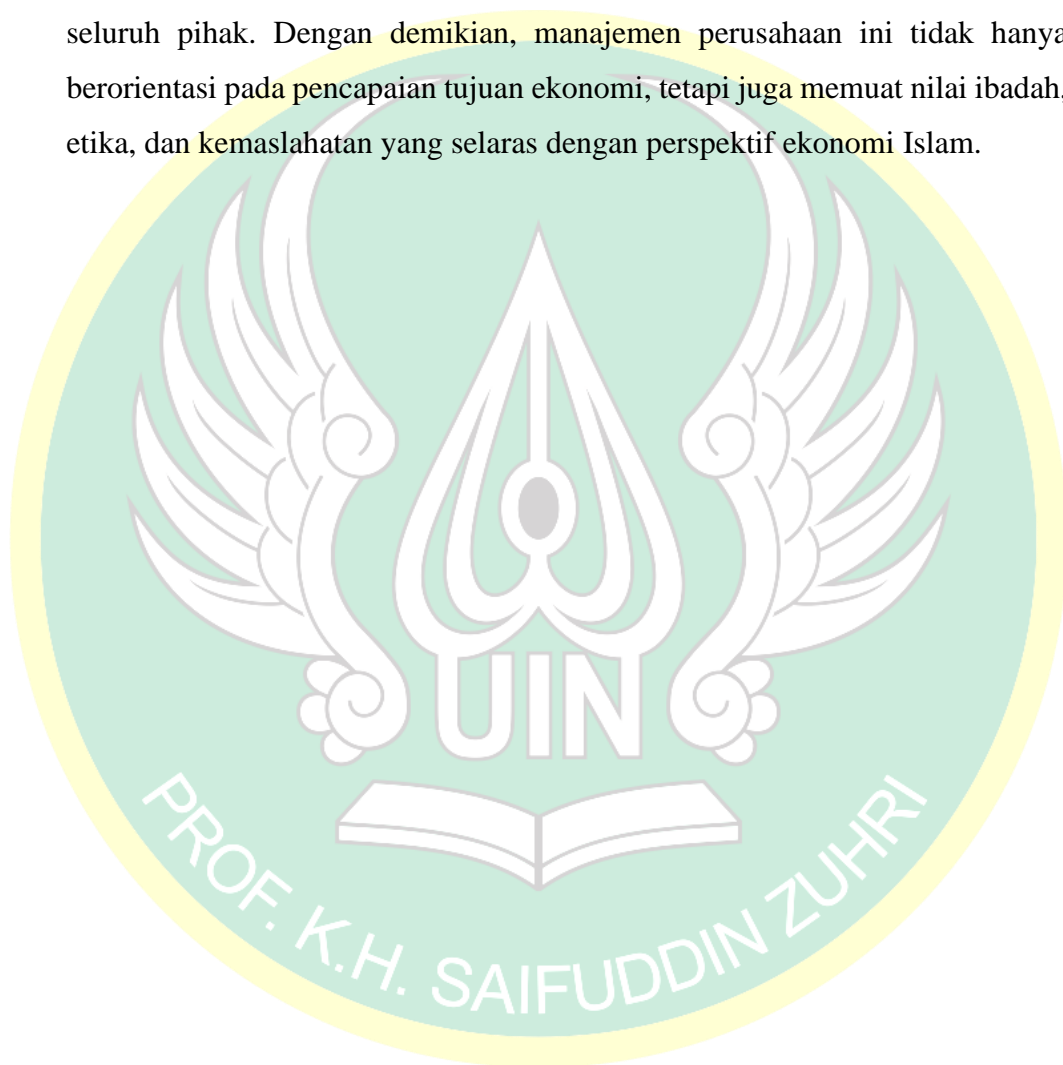 seluruh pihak. Dengan demikian, manajemen perusahaan ini tidak hanya
berorientasi pada pencapaian tujuan ekonomi, tetapi juga memuat nilai ibadah,
etika, dan kemaslahatan yang selaras dengan perspektif ekonomi Islam.
UIN
PROF. K.H. SAIFUDDIN ZUHRI